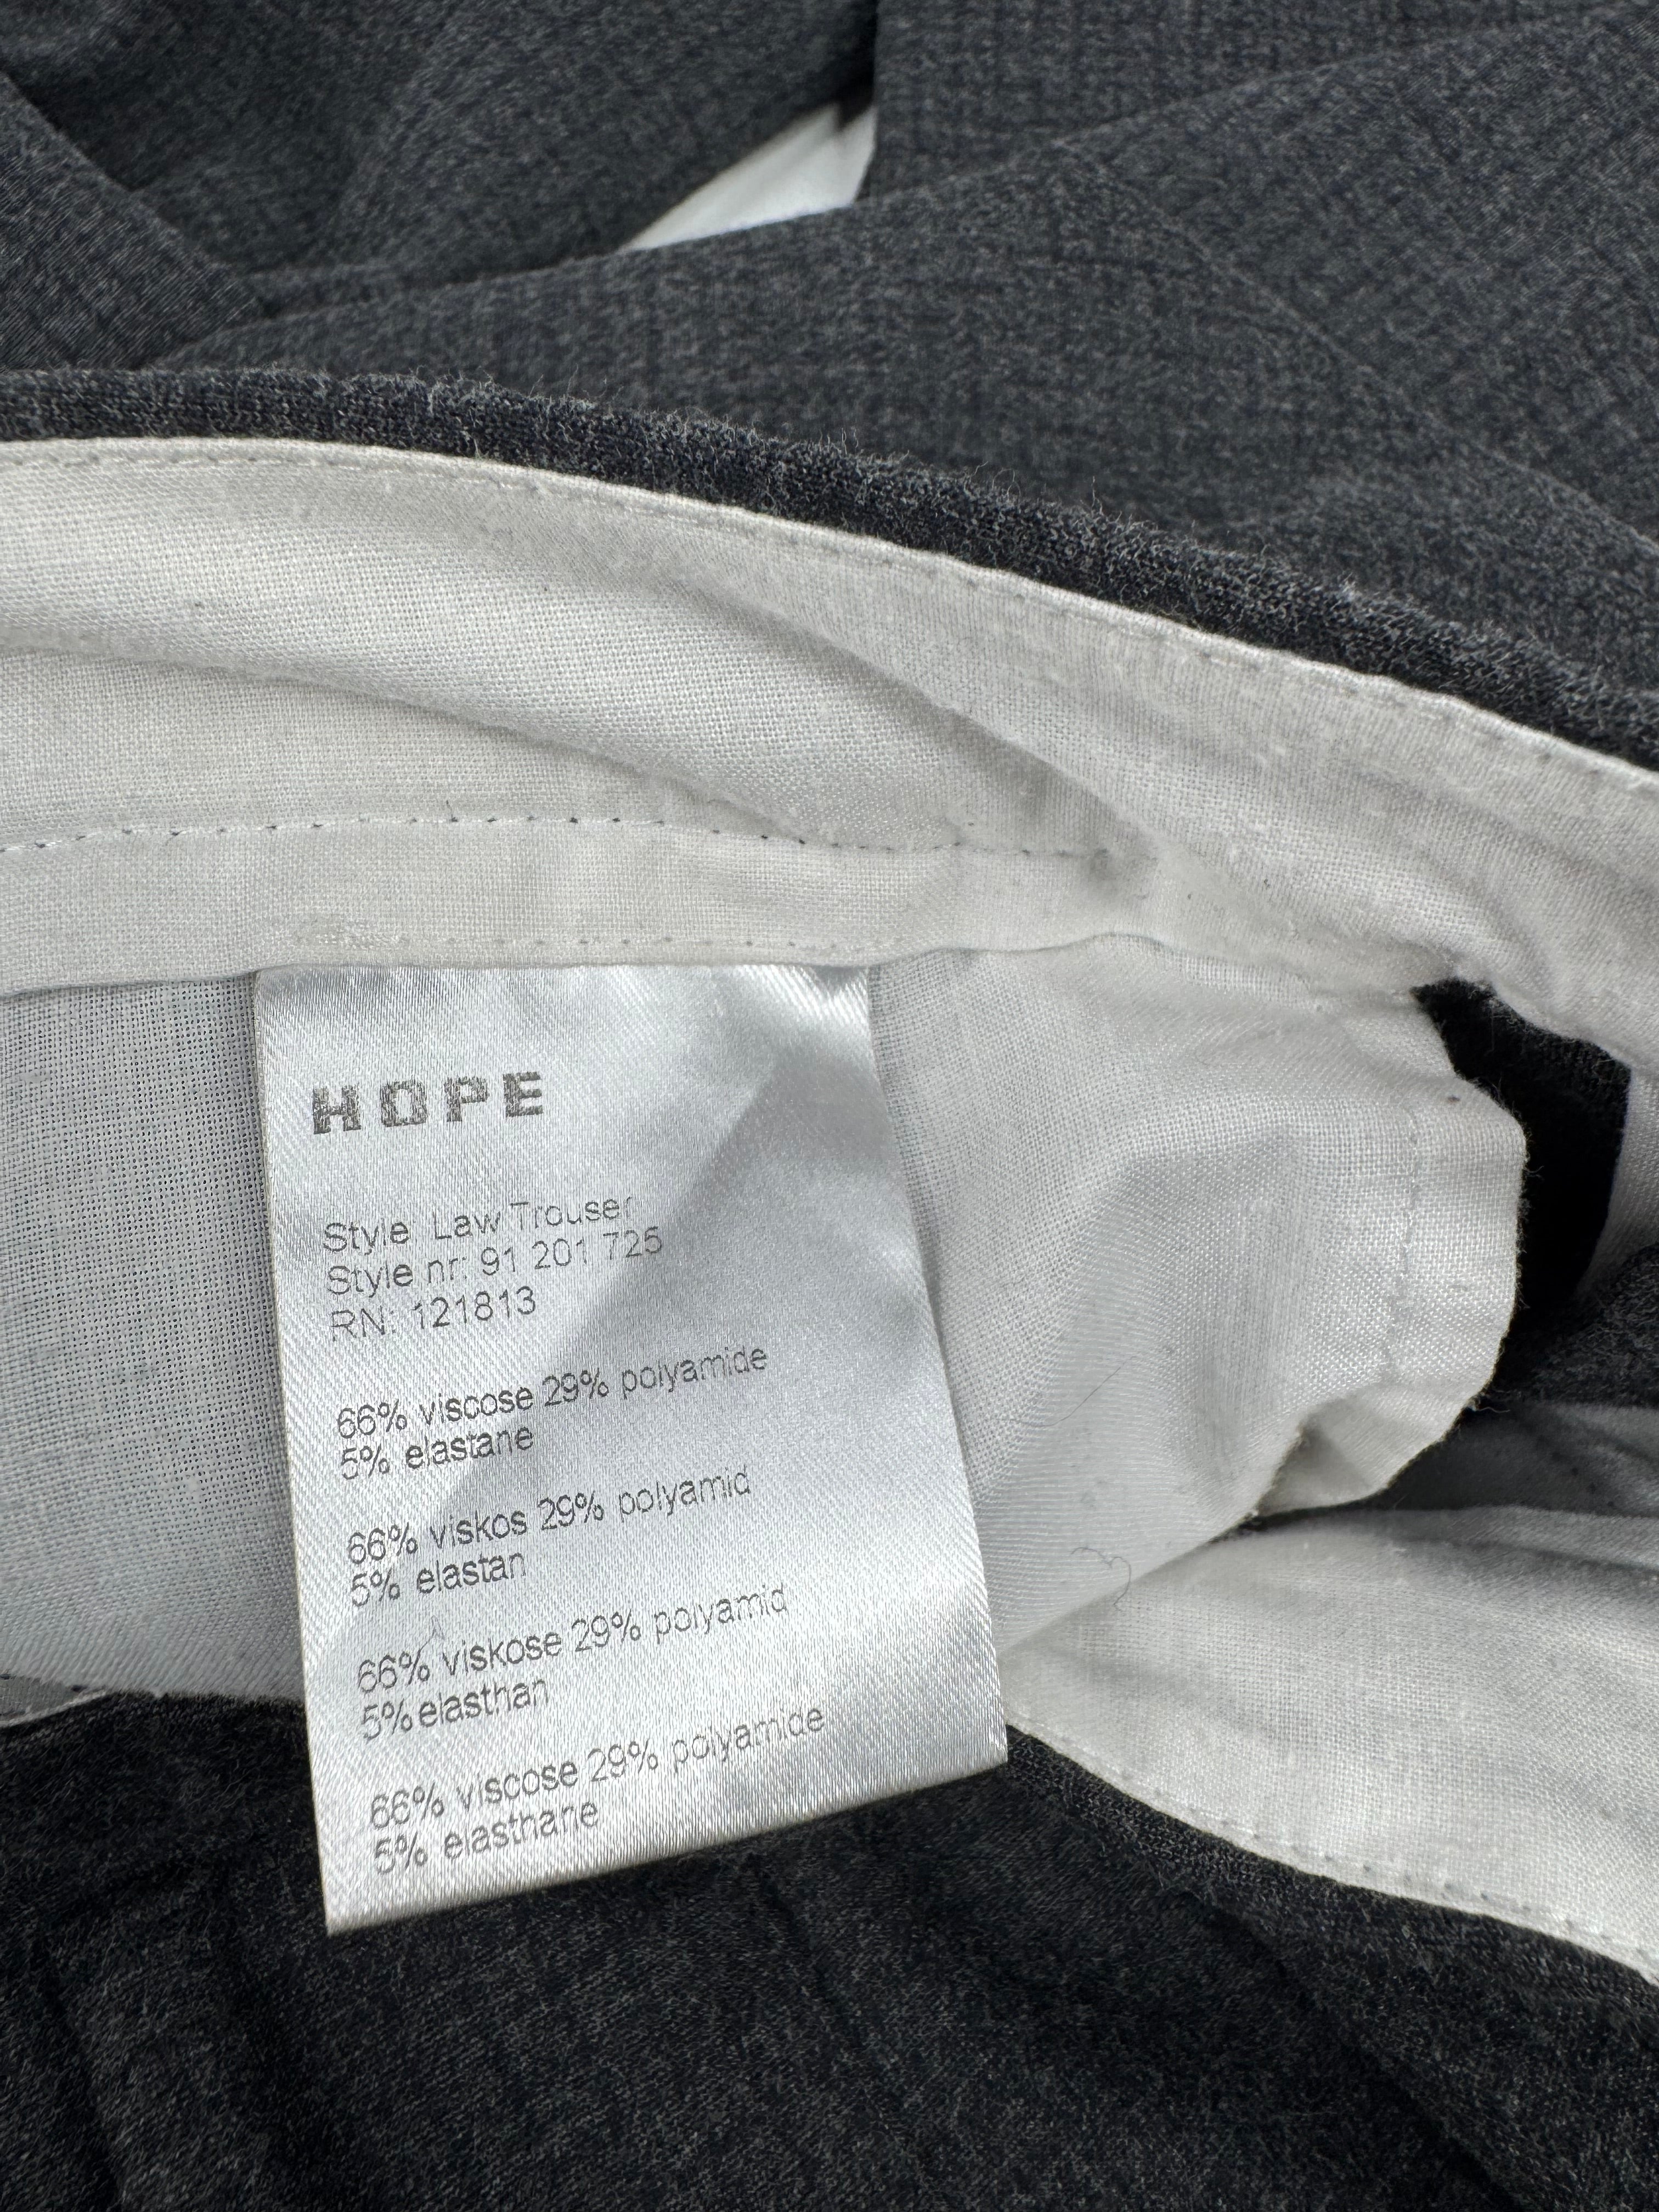 HOPE
Style Law Trouser
Style nr: 91 201 725
RN: 121813
66% viscose 29% polyamide
5% elastane
66% viskos 29% polyamid
5% elastan
66% viskose 29% polyamid
5% elasthan
66% viscose 29% polyamide
5% elasthane